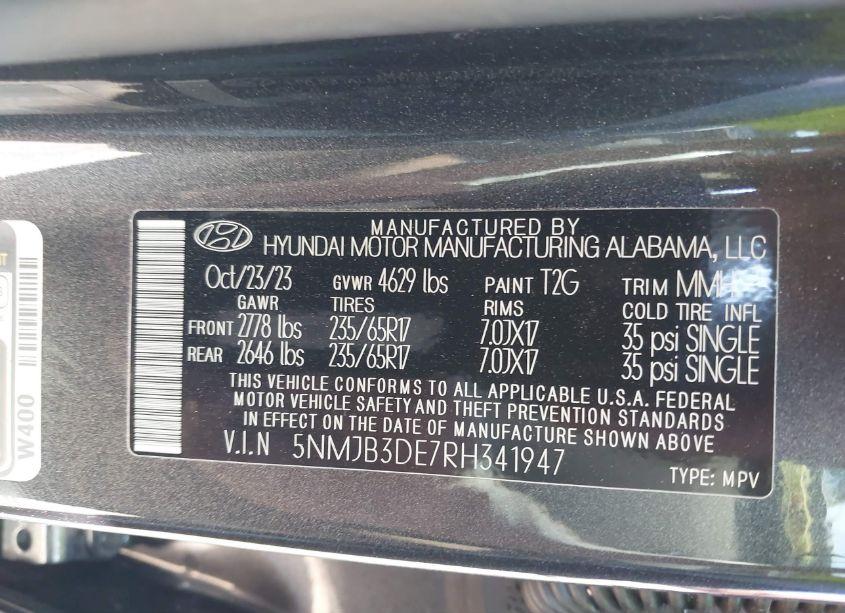 MANUFACTURED BY
HYUNDAI MOTOR MANUFACTURING ALABAMA, LLC
Oct/23/23 GVWR 4629 lbs PAINT T2G TRIM
GAWR TIRES RIMS COLD TIRE INFL
FRONT 2778 lbs 235/65R17 7.0JX17 35 psi SINGLE
REAR 2646 lbs 235/65R17 7.0JX17 35 psi SINGLE
THIS VEHICLE CONFORMS TO ALL APPLICABLE U.S.A. FEDERAL
MOTOR VEHICLE SAFETY AND THEFT PREVENTION STANDARDS
IN EFFECT ON THE DATE OF MANUFACTURE SHOWN ABOVE
V.I.N 5NMJB3DE7RH341947
TYPE: MPV
W400